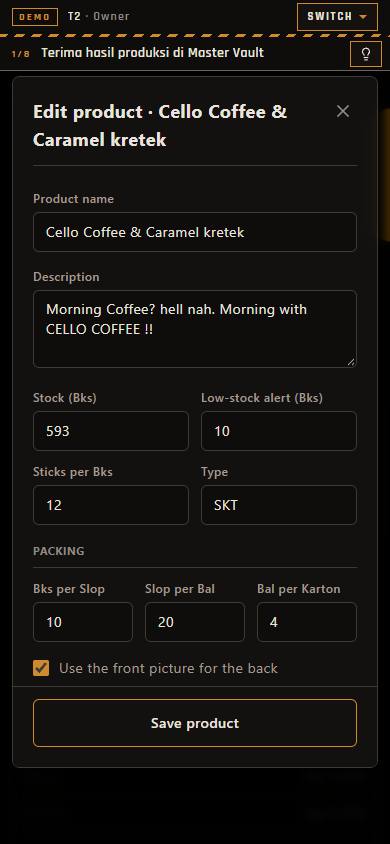 DEMO T2 · Owner SWITCH
1/8 Terima hasil produksi di Master Vault
Edit product · Cello Coffee &
Caramel kretek
Product name
Cello Coffee & Caramel kretek
Description
Morning Coffee? hell nah. Morning with
CELLO COFFEE !!
Stock (Bks) Low-stock alert (Bks)
593 10
Sticks per Bks Type
12 SKT
PACKING
Bks per Slop Slop per Bal Bal per Karton
10 20 4
Use the front picture for the back
Save product